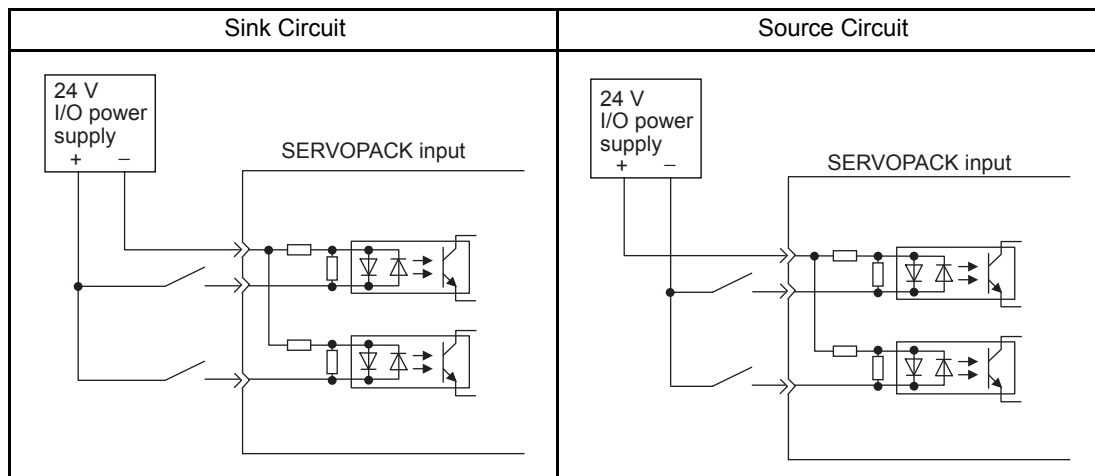 Sink Circuit
Source Circuit
24 V
I/O power
supply
+ −
SERVOPACK input
24 V
I/O power
supply
+ −
SERVOPACK input